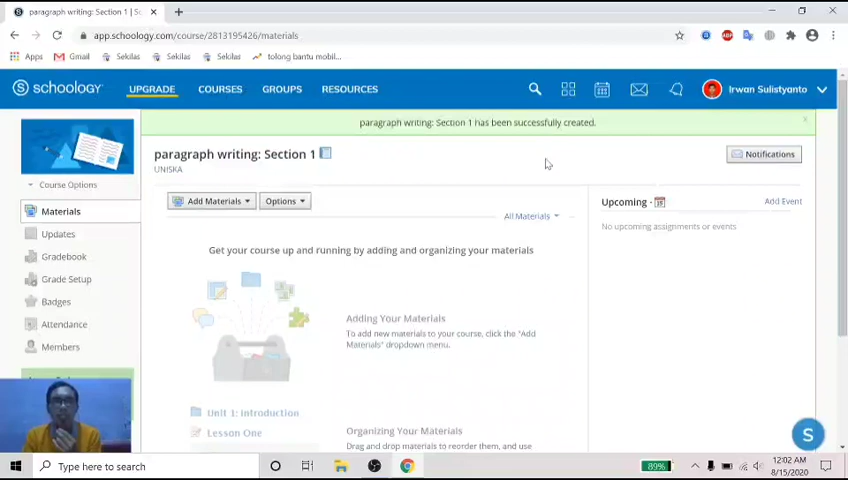 paragraph writing: Section 1 | S
app.schoology.com/course/2813195426/materials
Apps
Gmail
Sekilas
Sekilas
Sekilas
tolong bantu mobil...
ABP
S schoology
UPGRADE
COURSES
GROUPS
RESOURCES
Irwan Sulistyanto
paragraph writing: Section 1 has been successfully created.
paragraph writing: Section 1
UNISKA
Notifications
Course Options
Materials
Updates
Gradebook
Grade Setup
Badges
Attendance
Members
Add Materials
Options
All Materials
Get your course up and running by adding and organizing your materials
Adding Your Materials
To add new materials to your course, click the "Add
Materials" dropdown menu.
Unit 1: Introduction
Lesson One
Organizing Your Materials
Drag and drop materials to reorder them, and use
Upcoming
Add Event
No upcoming assignments or events
S
Type here to search
89%
12:02 AM
8/15/2020